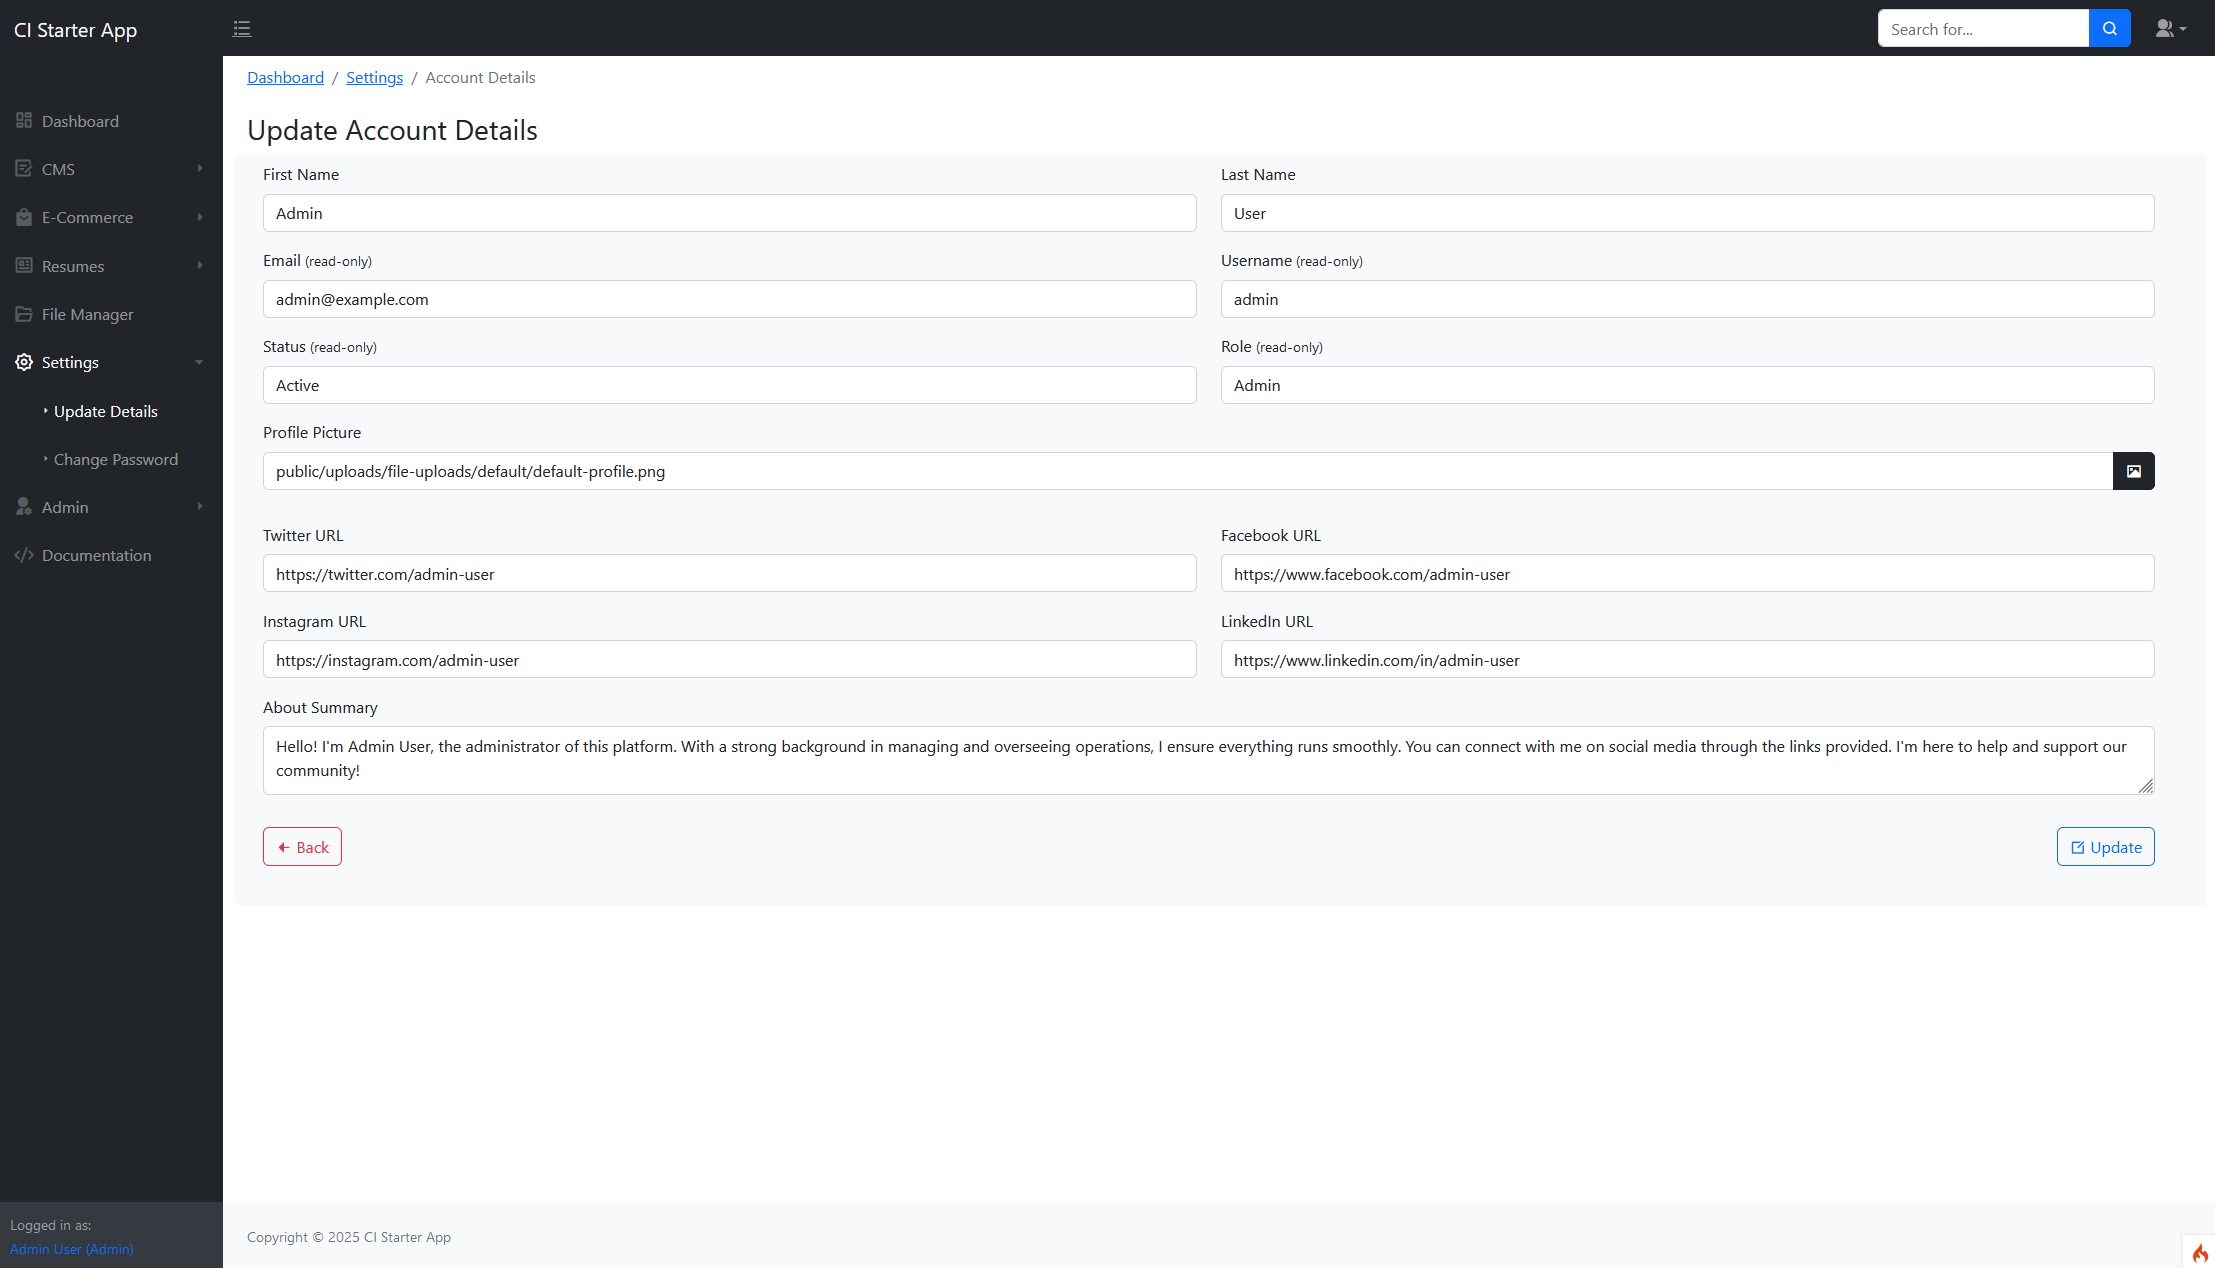 CI Starter App
Search for...
Dashboard
CMS
E-Commerce
Resumes
File Manager
Settings
Update Details
Change Password
Admin
Documentation
Logged in as:
Admin User (Admin)
Dashboard / Settings / Account Details
Update Account Details
First Name
Admin
Last Name
User
Email (read-only)
admin@example.com
Username (read-only)
admin
Status (read-only)
Active
Role (read-only)
Admin
Profile Picture
public/uploads/file-uploads/default/default-profile.png
Twitter URL
https://twitter.com/admin-user
Facebook URL
https://www.facebook.com/admin-user
Instagram URL
https://instagram.com/admin-user
LinkedIn URL
https://www.linkedin.com/in/admin-user
About Summary
Hello! I'm Admin User, the administrator of this platform. With a strong background in managing and overseeing operations, I ensure everything runs smoothly. You can connect with me on social media through the links provided. I'm here to help and support our
community!
Back
Update
Copyright © 2025 CI Starter App